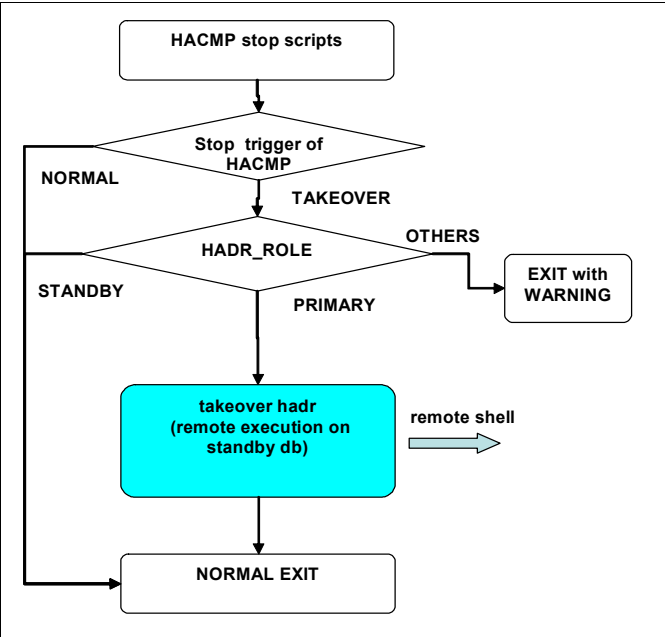 HACMP stop scripts
Stop trigger of
HACMP
NORMAL
TAKEOVER
HADR_ROLE
OTHERS
EXIT with
WARNING
STANDBY
PRIMARY
takeover hadr
(remote execution on
standby db)
remote shell
NORMAL EXIT